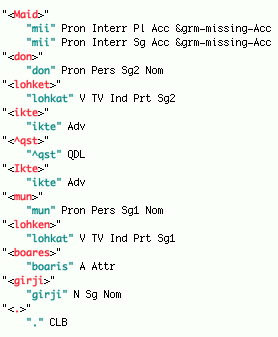 "<Maid>"
"mii" Pron Interr Pl Acc &grm-missing-Acc
"mii" Pron Interr Sg Acc &grm-missing-Acc
"<don>"
"don" Pron Pers Sg2 Nom
"<lohket>"
"lohkat" V TV Ind Prt Sg2
"<ikte>"
"ikte" Adv
"<^qst>"
"^qst" QDL
"<Ikte>"
"ikte" Adv
"<mun>"
"mun" Pron Pers Sg1 Nom
"<lohken>"
"lohkat" V TV Ind Prt Sg1
"<boares>"
"boaris" A Attr
"<girji>"
"girji" N Sg Nom
"<.>"
"." CLB